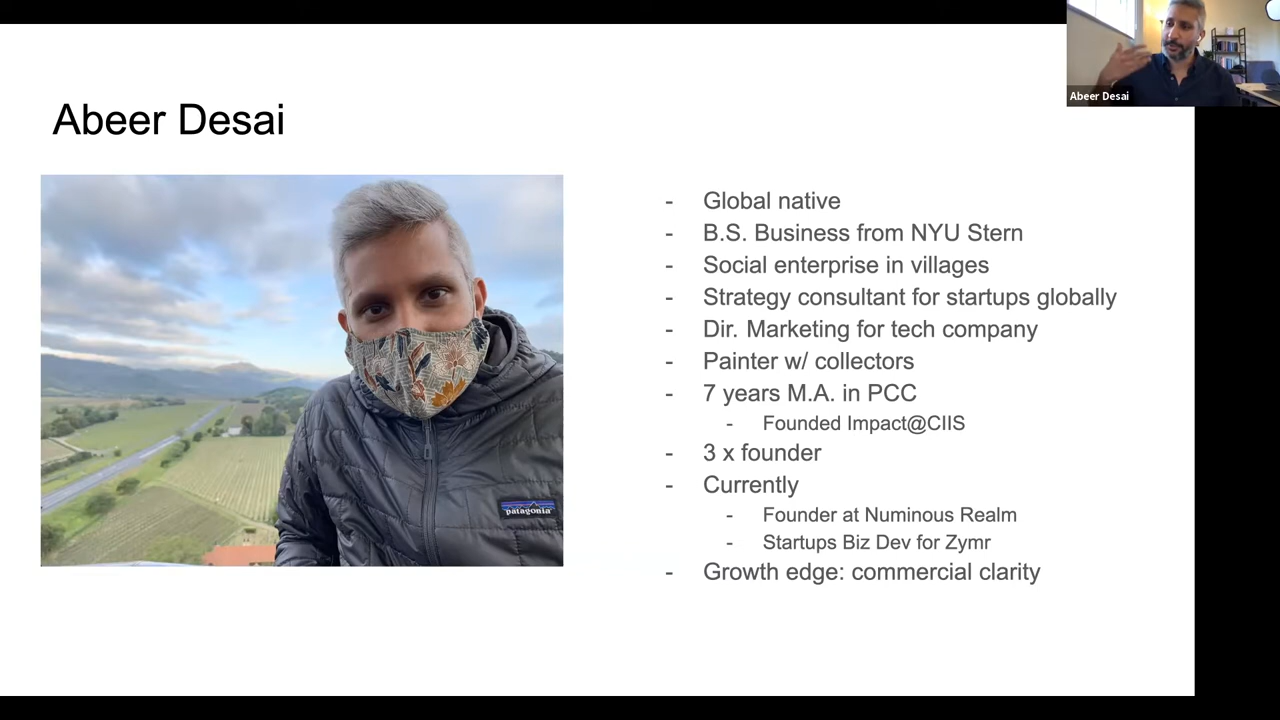 Abeer Desai
Abeer Desai
- Global native
- B.S. Business from NYU Stern
- Social enterprise in villages
- Strategy consultant for startups globally
- Dir. Marketing for tech company
- Painter w/ collectors
- 7 years M.A. in PCC
- Founded Impact@CIIS
- 3 x founder
- Currently
- Founder at Numinous Realm
- Startups Biz Dev for Zymr
- Growth edge: commercial clarity
patagonia